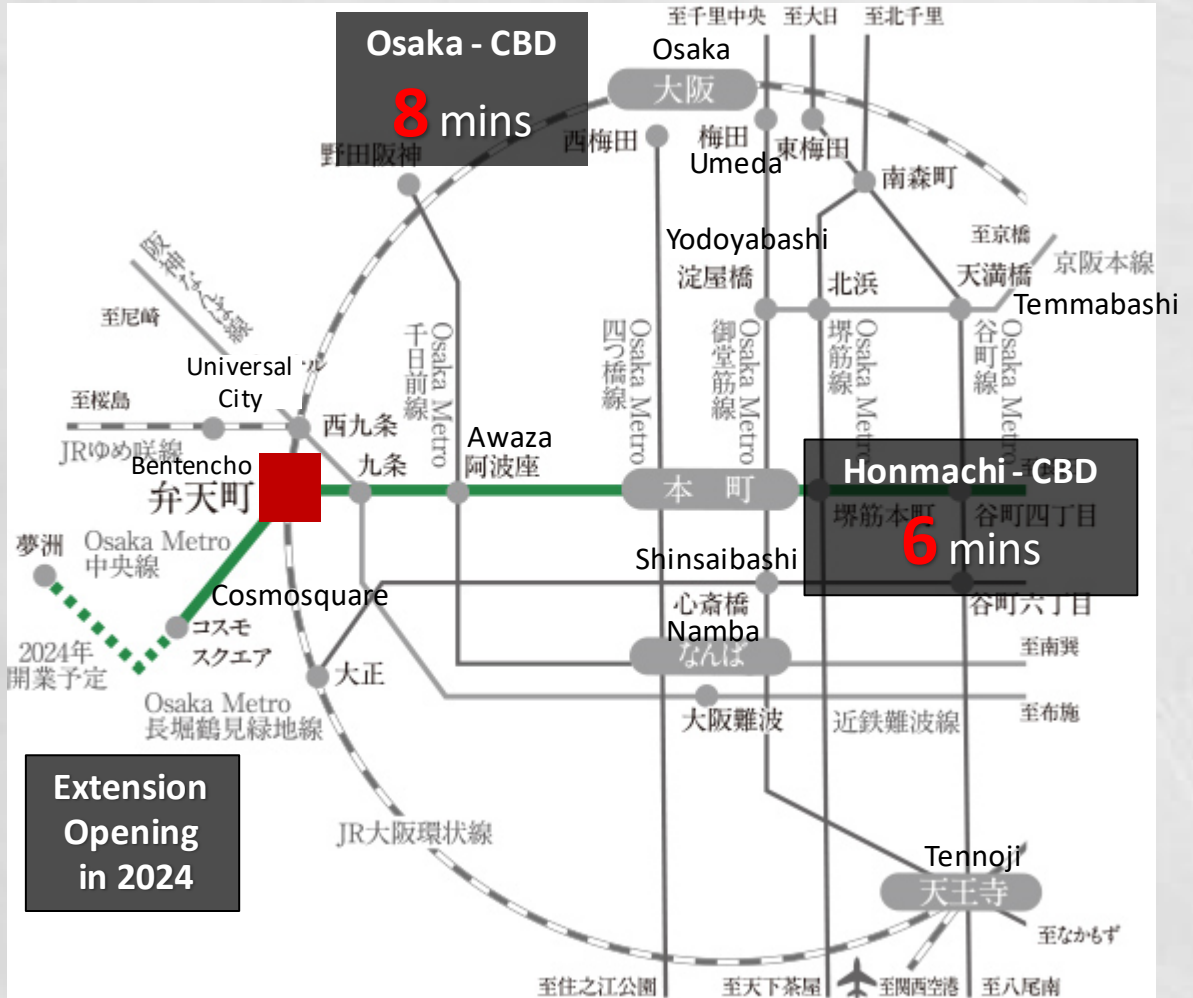 至千里中央
至大日
至北千里
Osaka - CBD
8 mins
Osaka
大阪
西梅田
梅田
Umeda
東梅田
野田阪神
南森町
Yodoyabashi
淀屋橋
北浜
至京橋
天満橋
京阪本線
Temmabashi
阪神なんば線
至尼崎
Osaka Metro
千日前線
Osaka Metro
四つ橋線
Osaka Metro
御堂筋線
Osaka Metro
堺筋線
Osaka Metro
谷町線
Universal
City
至桜島
JRゆめ咲線
西九条
九条
Awaza
阿波座
Bentencho
弁天町
本町
Honmachi - CBD
6 mins
堺筋本町
谷町四丁目
夢洲
Osaka Metro
中央線
Cosmosquare
コスモ
スクエア
Shinsaibashi
心斎橋
谷町六丁目
2024年
開業予定
Namba
なんば
至南巽
大正
Osaka Metro
長堀鶴見緑地線
大阪難波
近鉄難波線
至布施
Extension
Opening
in 2024
JR大阪環状線
Tennoji
天王寺
至なかもず
至住之江公園
至天下茶屋
至関西空港
至八尾南